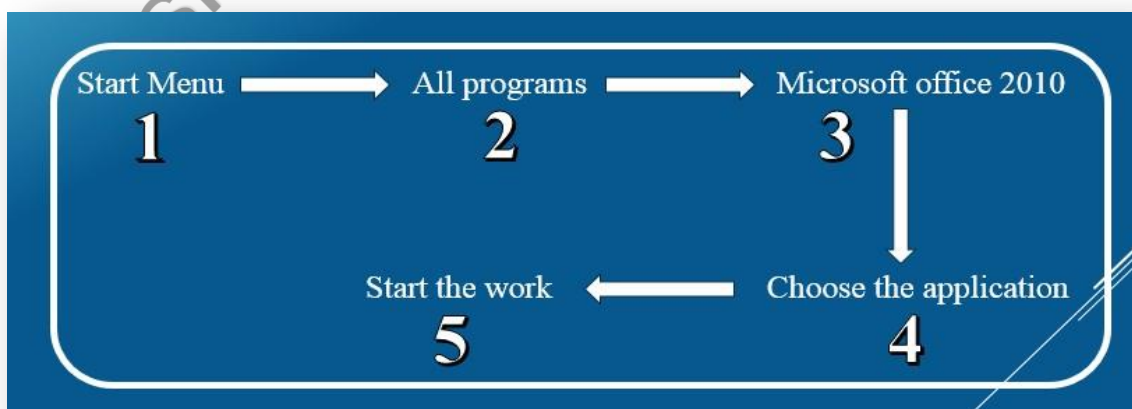 Start Menu
All programs
Microsoft office 2010
1
2
3
Choose the application
4
Start the work
5